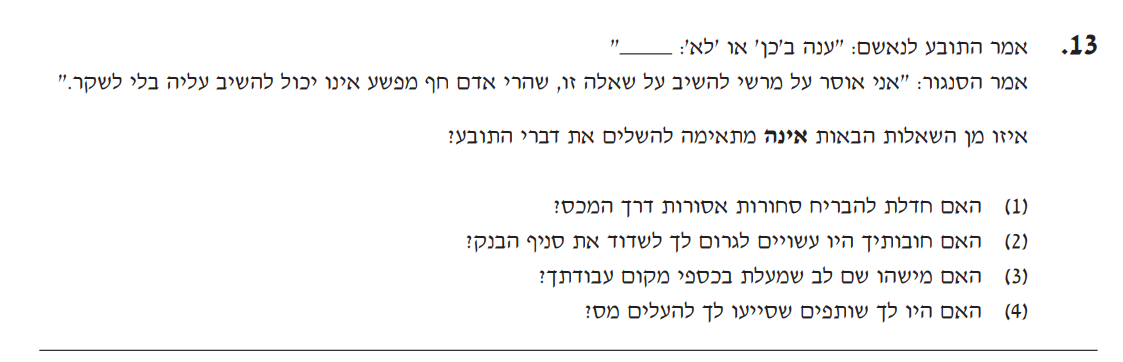 13. אמר התובע לנאשם: "ענה ב'כן' או 'לא': _____"
אמר הסנגור: "אני אוסר על מרשי להשיב על שאלה זו, שהרי אדם חף מפשע אינו יכול להשיב עליה בלי לשקר."
איזו מן השאלות הבאות אינה מתאימה להשלים את דברי התובע?
(1) האם חדלת להבריח סחורות אסורות דרך המכס?
(2) האם חובותיך היו עשויים לגרום לך לשדוד את סניף הבנק?
(3) האם מישהו שם לב שמעלת בכספי מקום עבודתך?
(4) האם היו לך שותפים שסייעו לך להעלים מס?